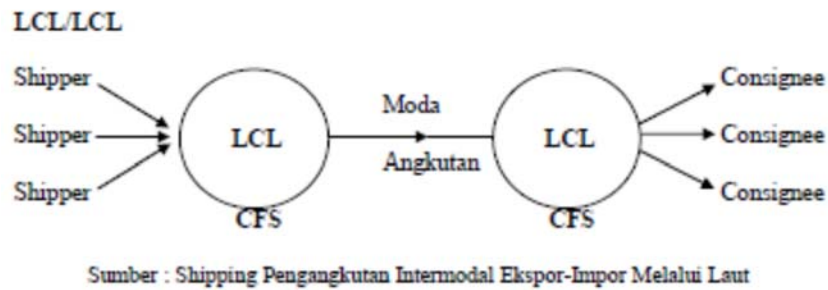 LCL/LCL
Shipper
Shipper
Shipper
LCL
CFS
Moda
Angkutan
LCL
CFS
Consignee
Consignee
Consignee
Sumber : Shipping Pengangkutan Intermodal Ekspor-Impor Melalui Laut